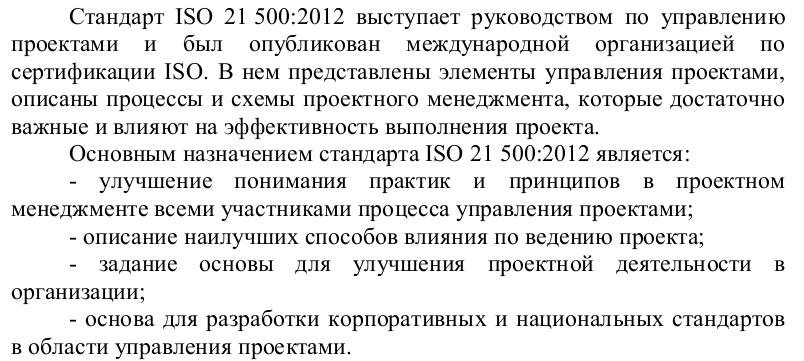 Стандарт ISO 21 500:2012 выступает руководством по управлению
проектами и был опубликован международной организацией по
сертификации ISO. В нем представлены элементы управления проектами,
описаны процессы и схемы проектного менеджмента, которые достаточно
важные и влияют на эффективность выполнения проекта.
Основным назначением стандарта ISO 21 500:2012 является:
- улучшение понимания практик и принципов в проектном
менеджменте всеми участниками процесса управления проектами;
- описание наилучших способов влияния по ведению проекта;
- задание основы для улучшения проектной деятельности в
организации;
- основа для разработки корпоративных и национальных стандартов
в области управления проектами.